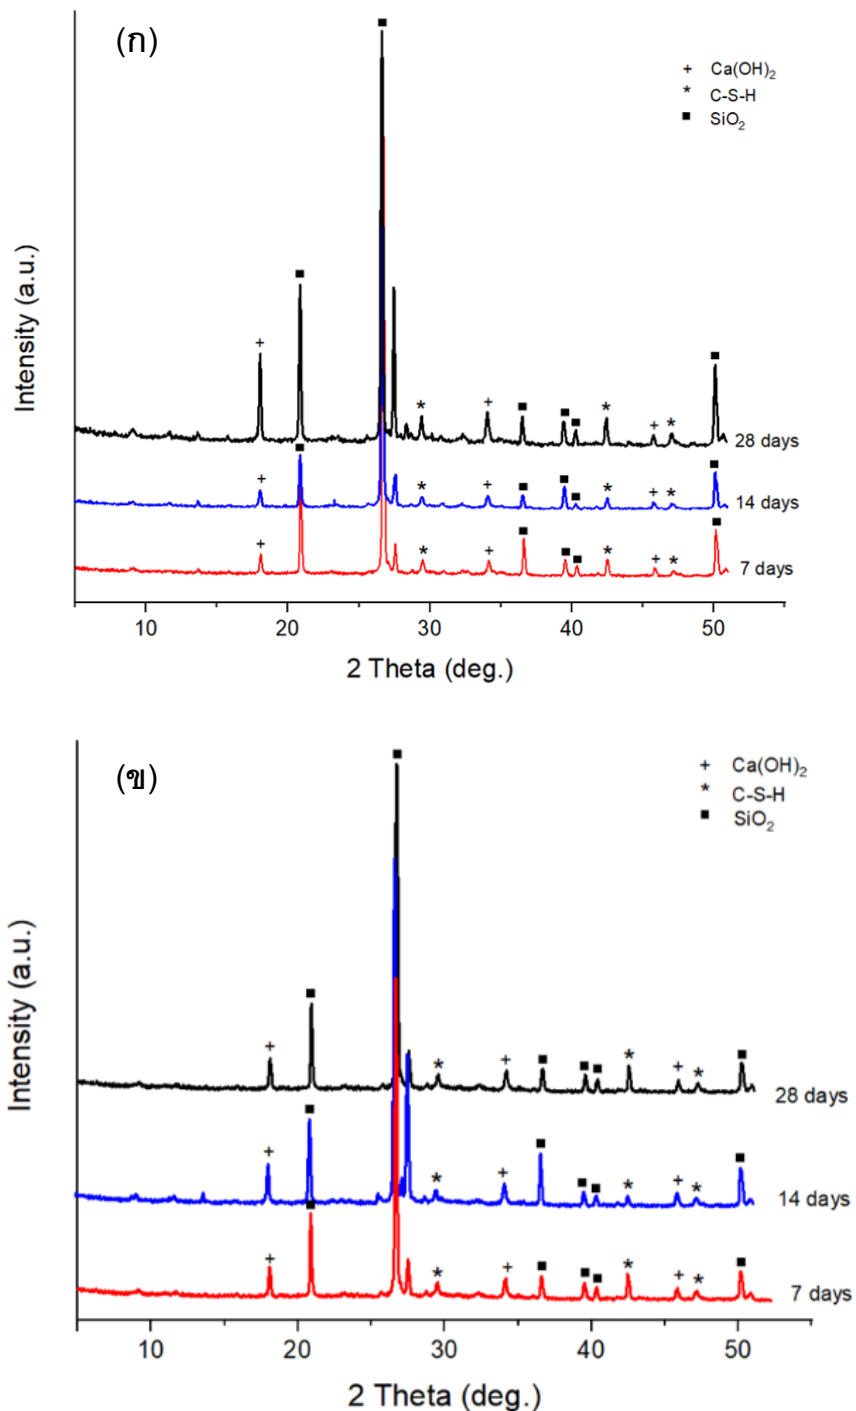 (ก)
+ Ca(OH)₂
* C-S-H
■ SiO₂
Intensity (a.u.)
28 days
14 days
7 days
10 20 30 40 50
2 Theta (deg.)
(ข)
+ Ca(OH)₂
* C-S-H
■ SiO₂
Intensity (a.u.)
28 days
14 days
7 days
10 20 30 40 50
2 Theta (deg.)